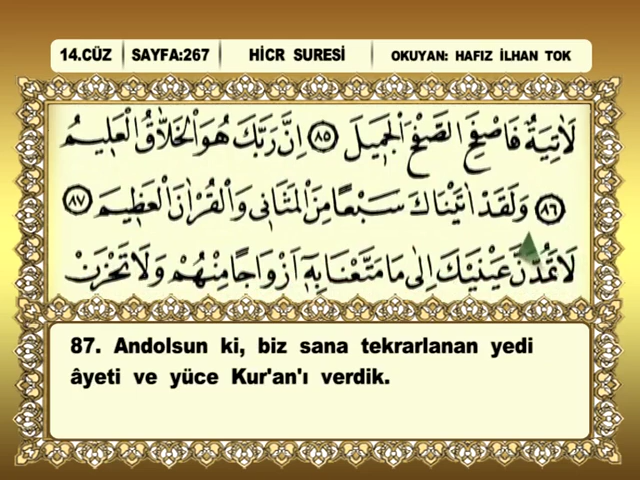 14.CÜZ SAYFA:267 HİCR SURESİ OKUYAN: HAFIZ İLHAN TOK
لَاٰتِيَةٌ فَاصْفَحِ الصَّفْحَ الْجَمٖيلَ ﴿٨٥﴾ اِنَّ رَبَّكَ هُوَ الْخَلَّاقُ الْعَلٖيمُ
﴿٨٦﴾ وَلَقَدْ اٰتَيْنَاكَ سَبْعًا مِنَ الْمَثَانٖى وَالْقُرْاٰنَ الْعَظٖيمَ ﴿٨٧﴾
لَا تَمُدَّنَّ عَيْنَيْكَ اِلٰى مَا مَتَّعْنَا بِهٖٓ اَزْوَاجًا مِنْهُمْ وَلَا تَحْزَنْ
87. Andolsun ki, biz sana tekrarlanan yedi
âyeti ve yüce Kur'an'ı verdik.